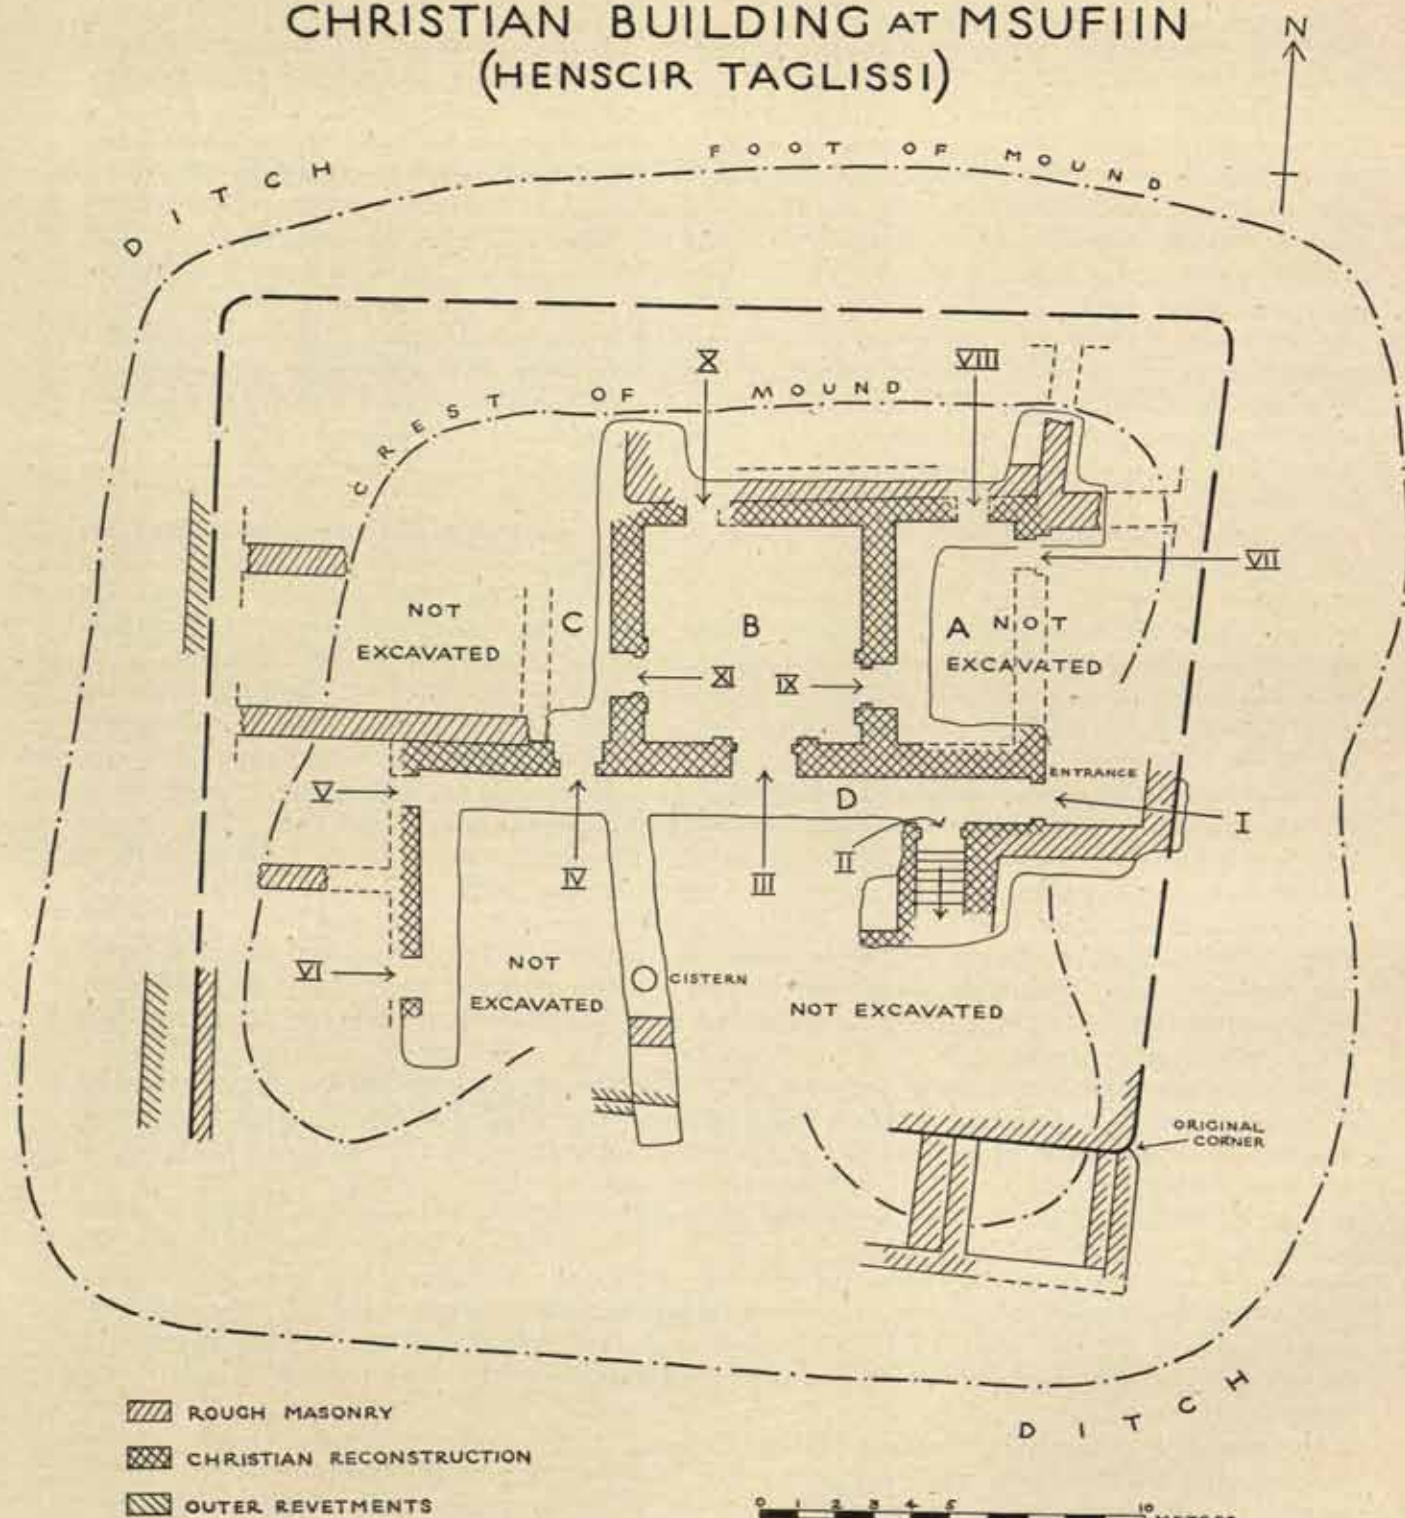 CHRISTIAN BUILDING AT MSUFIIN
(HENSCIR TAGLISSI)
N
FOOT OF MOUND
DITCH
X
VIII
CREST OF MOUND
VII
NOT
EXCAVATED
C
B
A
NOT
EXCAVATED
XI
IX
ENTRANCE
V
D
I
II
IV
III
VI
NOT
EXCAVATED
CISTERN
NOT EXCAVATED
ORIGINAL
CORNER
DITCH
ROUGH MASONRY
CHRISTIAN RECONSTRUCTION
OUTER REVETMENTS
0 1 2 3 4 5 10 METRES